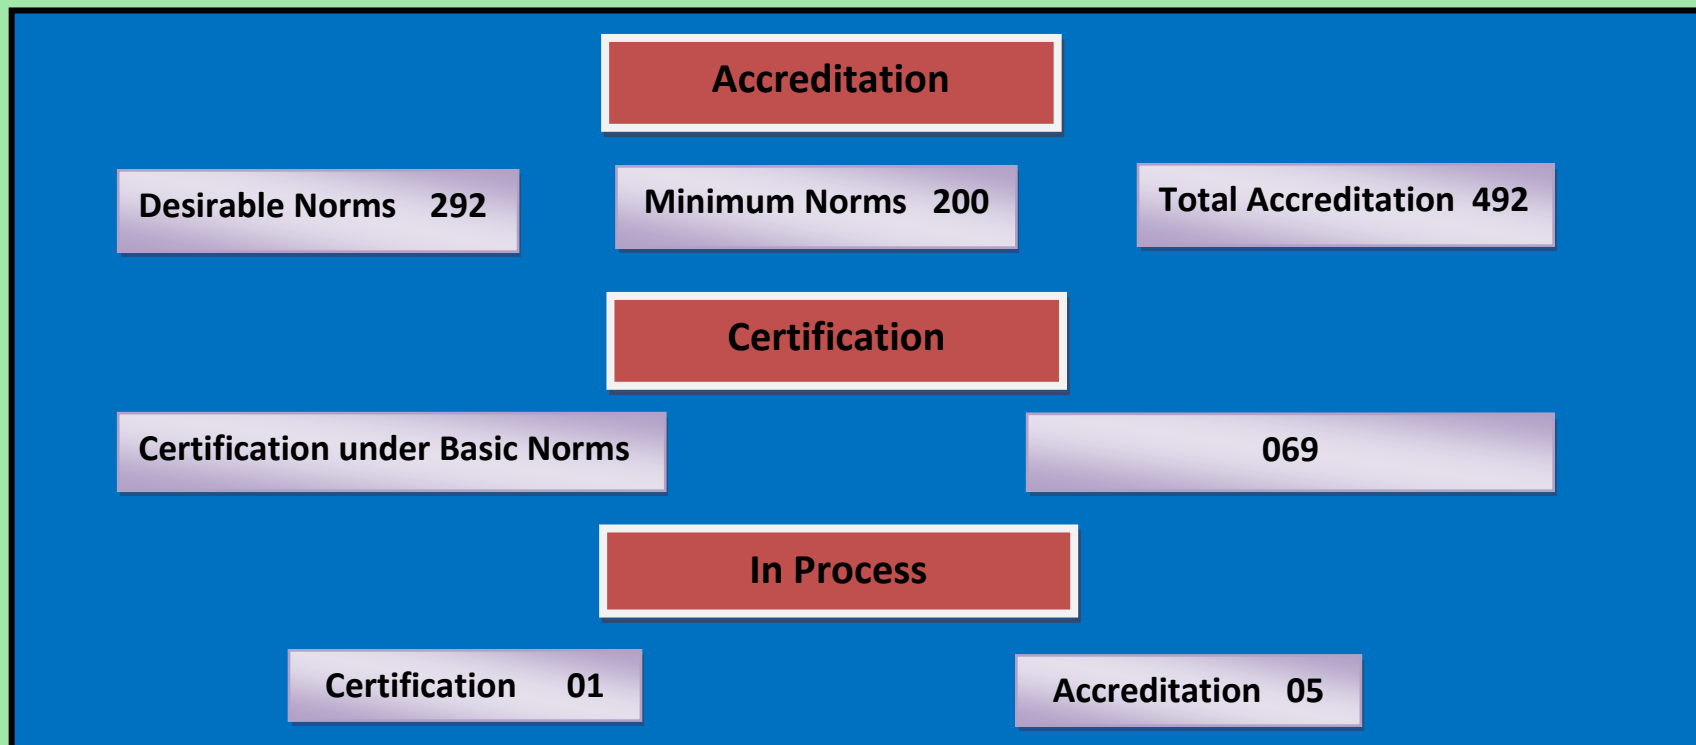 Accreditation
Desirable Norms 292
Minimum Norms 200
Total Accreditation 492
Certification
Certification under Basic Norms
069
In Process
Certification 01
Accreditation 05